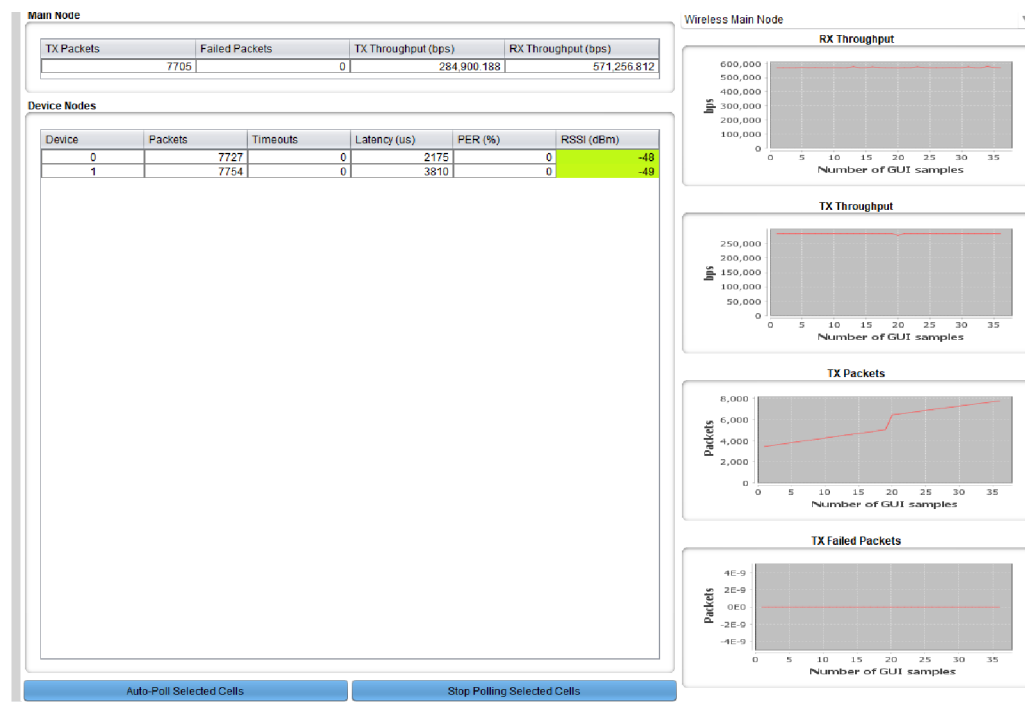 Main Node
TX Packets Failed Packets TX Throughput (bps) RX Throughput (bps)
7705 0 284,900.188 571,256.812
Device Nodes
Device Packets Timeouts Latency (us) PER (%) RSSI (dBm)
0 7727 0 2175 0 -48
1 7754 0 3810 0 -49
Auto-Poll Selected Cells Stop Polling Selected Cells
Wireless Main Node
RX Throughput
bps
600,000
500,000
400,000
300,000
200,000
100,000
0
0 5 10 15 20 25 30 35
Number of GUI samples
TX Throughput
bps
250,000
200,000
150,000
100,000
50,000
0
0 5 10 15 20 25 30 35
Number of GUI samples
TX Packets
Packets
8,000
6,000
4,000
2,000
0
0 5 10 15 20 25 30 35
Number of GUI samples
TX Failed Packets
Packets
4E-9
2E-9
0E0
-2E-9
-4E-9
0 5 10 15 20 25 30 35
Number of GUI samples